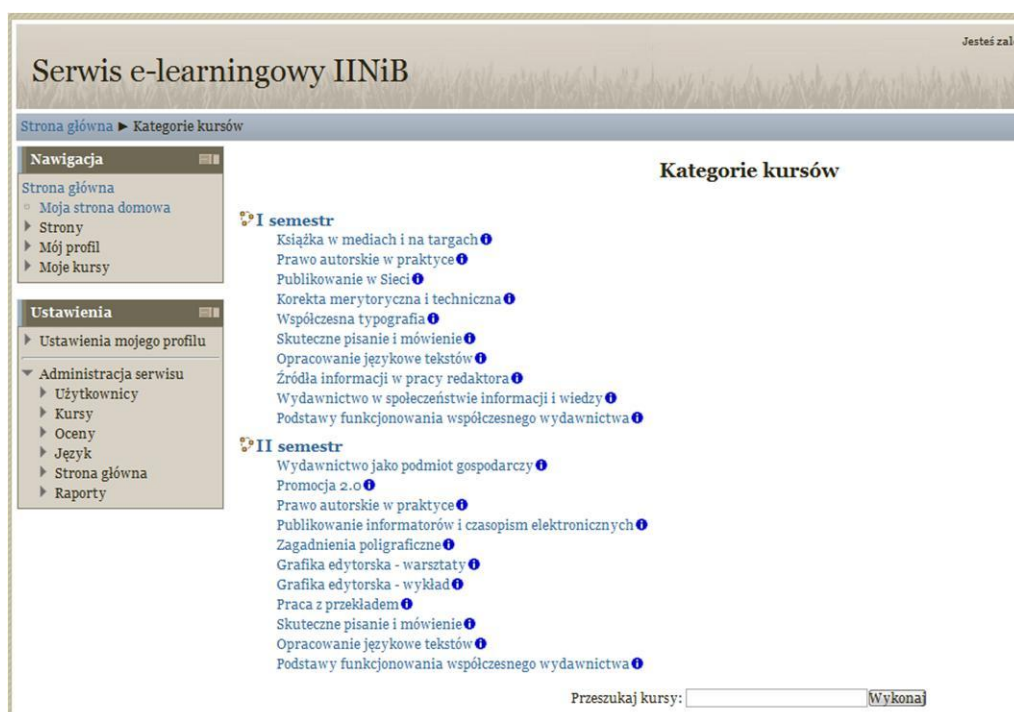 Jesteś
Serwis e-learningowy IINiB
Strona główna ► Kategorie kursów
Nawigacja
Strona główna
Moja strona domowa
Strony
Mój profil
Moje kursy
Ustawienia
Ustawienia mojego profilu
Administracja serwisu
Użytkownicy
Kursy
Oceny
Język
Strona główna
Raporty
Kategorie kursów
I semestr
Książka w mediach i na targach
Prawo autorskie w praktyce
Publikowanie w Sieci
Korekta merytoryczna i techniczna
Współczesna typografia
Skuteczne pisanie i mówienie
Opracowanie językowe tekstów
Źródła informacji w pracy redaktora
Wydawnictwo w społeczeństwie informacji i wiedzy
Podstawy funkcjonowania współczesnego wydawnictwa
II semestr
Wydawnictwo jako podmiot gospodarczy
Promocja 2.0
Prawo autorskie w praktyce
Publikowanie informatorów i czasopism elektronicznych
Zagadnienia poligraficzne
Grafika edytorska - warsztaty
Grafika edytorska - wykład
Praca z przekładem
Skuteczne pisanie i mówienie
Opracowanie językowe tekstów
Podstawy funkcjonowania współczesnego wydawnictwa
Przeszukaj kursy: Wykonaj